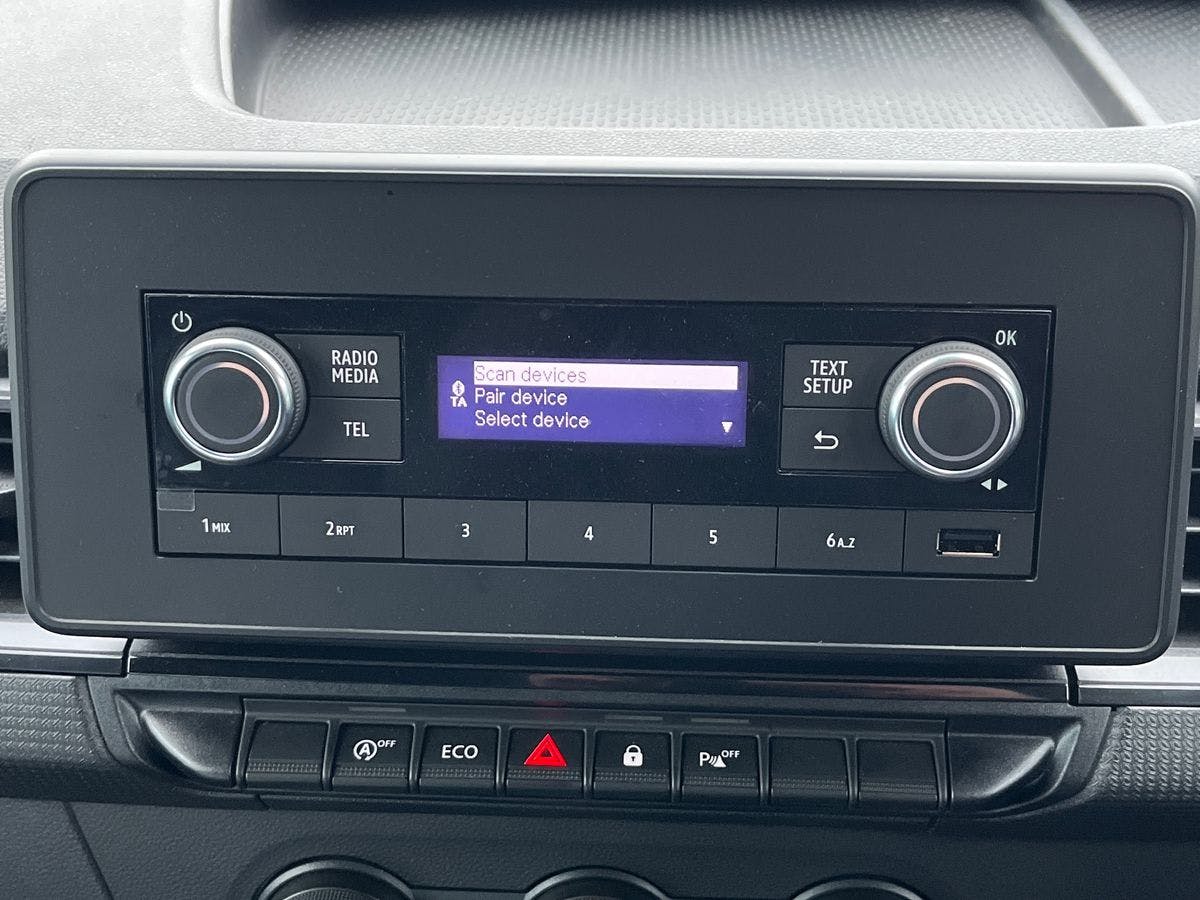 RADIO
MEDIA
TEL
TA
Scan devices
Pair device
Select device
TEXT
SETUP
OK
1MIX
2RPT
3
4
5
6A_Z
A OFF
ECO
P OFF